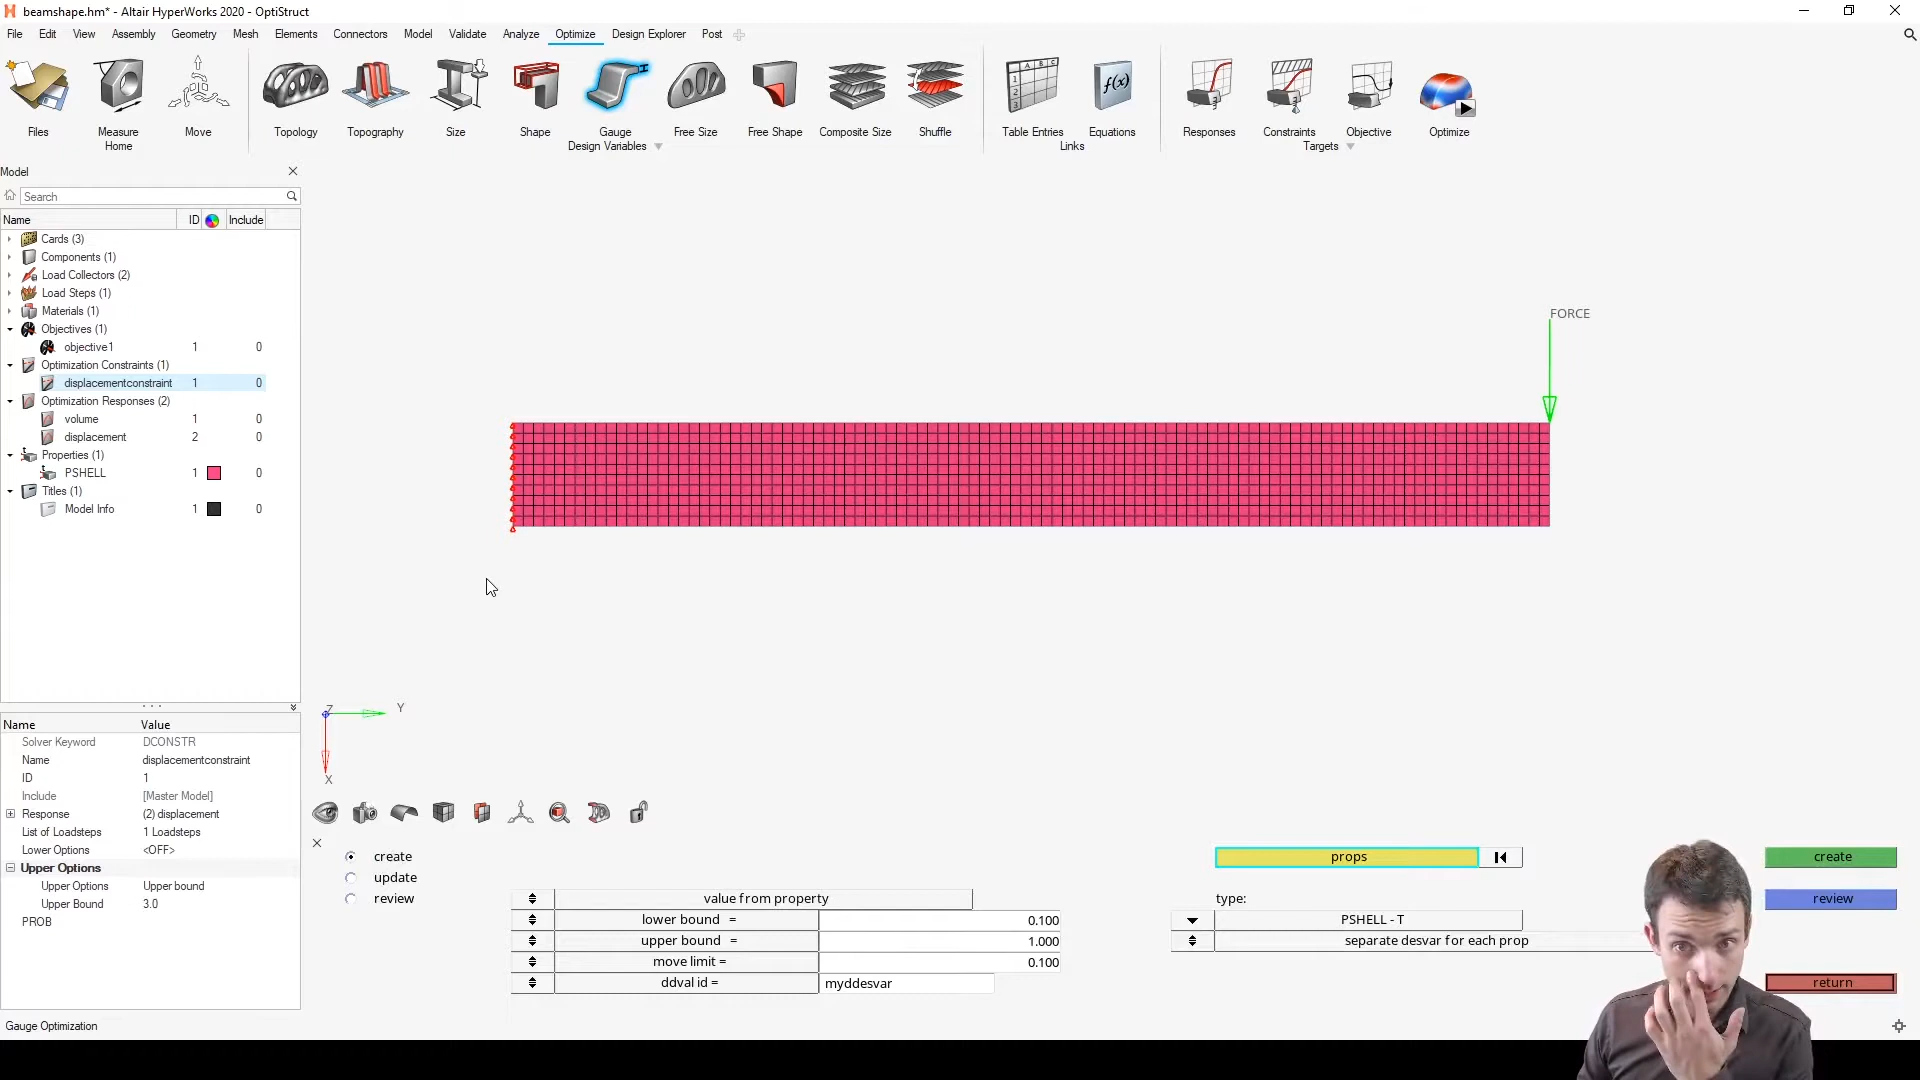 beamshape.hm* - Altair HyperWorks 2020 - OptiStruct
File Edit View Assembly Geometry Mesh Elements Connectors Model Validate Analyze Optimize Design Explorer Post
Files Measure Move Topology Topography Size Shape Gauge Free Size Free Shape Composite Size Shuffle Table Entries Equations Responses Constraints Objective Optimize
Home Design Variables Links Targets
A B C
1
2
3
f(x)
Model
Search
Name ID Include
Cards (3)
Components (1)
Load Collectors (2)
Load Steps (1)
Materials (1)
Objectives (1)
objective1 1 0
Optimization Constraints (1)
displacementconstraint 1 0
Optimization Responses (2)
volume 1 0
displacement 2 0
Properties (1)
PSHELL 1 0
Titles (1)
Model Info 1 0
FORCE
Z Y
X
Name Value
Solver Keyword DCONSTR
Name displacementconstraint
ID 1
Include [Master Model]
Response (2) displacement
List of Loadsteps 1 Loadsteps
Lower Options <OFF>
Upper Options
Upper Options Upper bound
Upper Bound 3.0
PROB
create
update
review
value from property
lower bound = 0.100
upper bound = 1.000
move limit = 0.100
ddval id = myddesvar
props
type:
PSHELL - T
separate desvar for each prop
create
review
return
Gauge Optimization